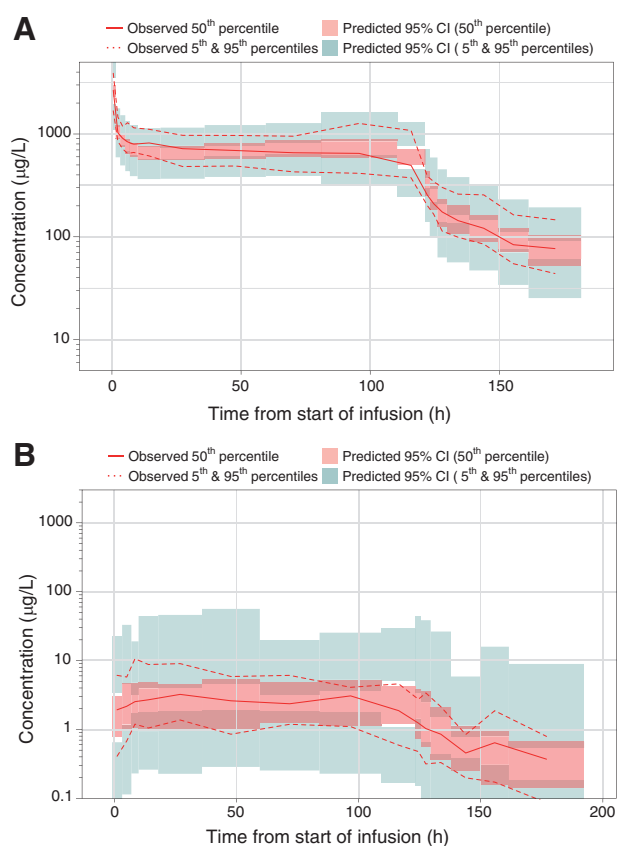 A
Observed 50th percentile Predicted 95% CI (50th percentile)
Observed 5th & 95th percentiles Predicted 95% CI ( 5th & 95th percentiles)
Concentration (μg/L)
1000
100
10
0 50 100 150
Time from start of infusion (h)
B
Observed 50th percentile Predicted 95% CI (50th percentile)
Observed 5th & 95th percentiles Predicted 95% CI ( 5th & 95th percentiles)
Concentration (μg/L)
1000
100
10
1
0.1
0 50 100 150 200
Time from start of infusion (h)